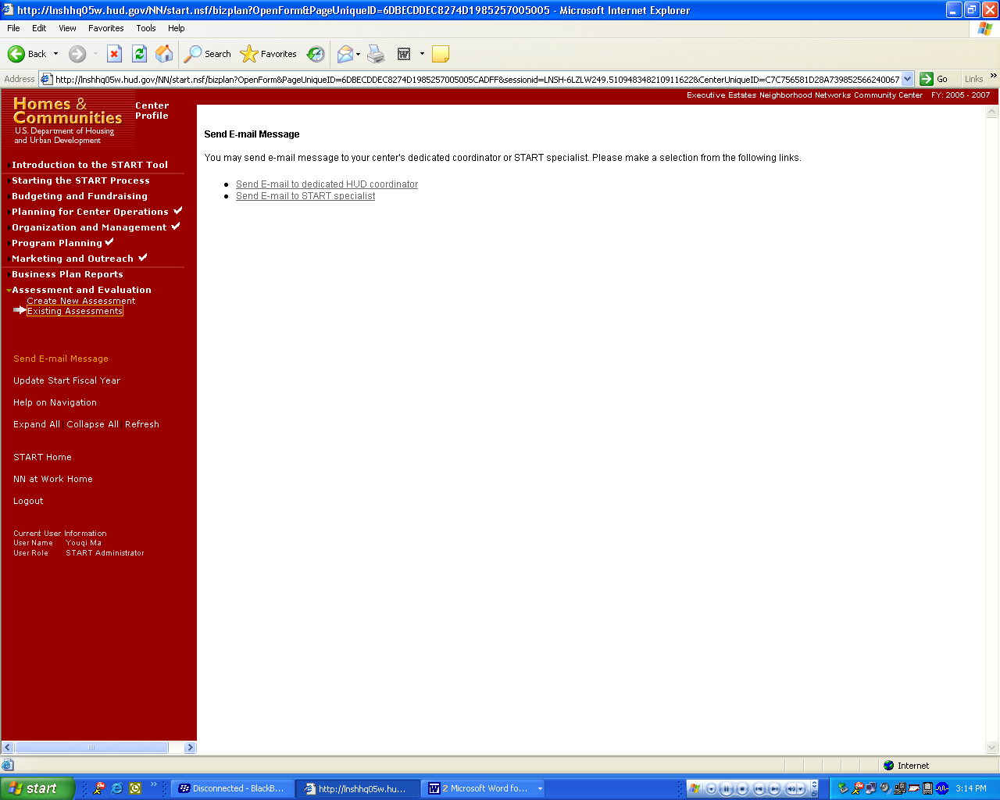 http://lnshhq05w.hud.gov/NN/start.nsf/bizplan?OpenForm&PageUniqueID=6DBECDDEC8274D1985257005005 - Microsoft Internet Explorer
File Edit View Favorites Tools Help
Back Search Favorites
Address http://lnshhq05w.hud.gov/NN/start.nsf/bizplan?OpenForm&PageUniqueID=6DBECDDEC8274D1985257005005CADFF&sessionid=LNSH-6LZLW249.510948348210911622&CenterUniqueID=C7C756581D28A739852566240067 Go Links »
Executive Estates Neighborhood Networks Community Center FY: 2005 - 2007
Homes &
Communities
U.S. Department of Housing
and Urban Development
Center
Profile
Introduction to the START Tool
Starting the START Process
Budgeting and Fundraising
Planning for Center Operations
Organization and Management
Program Planning
Marketing and Outreach
Business Plan Reports
Assessment and Evaluation
Create New Assessment
Existing Assessments
Send E-mail Message
Update Start Fiscal Year
Help on Navigation
Expand All | Collapse All Refresh
START Home
NN at Work Home
Logout
Current User Information
User Name Youqi Ma
User Role START Administrator
Send E-mail Message
You may send e-mail message to your center's dedicated coordinator or START specialist. Please make a selection from the following links.
Send E-mail to dedicated HUD coordinator
Send E-mail to START specialist
Internet
start
Disconnected - BlackB...
http://lnshhq05w.hu...
2 Microsoft Word fo...
3:14 PM